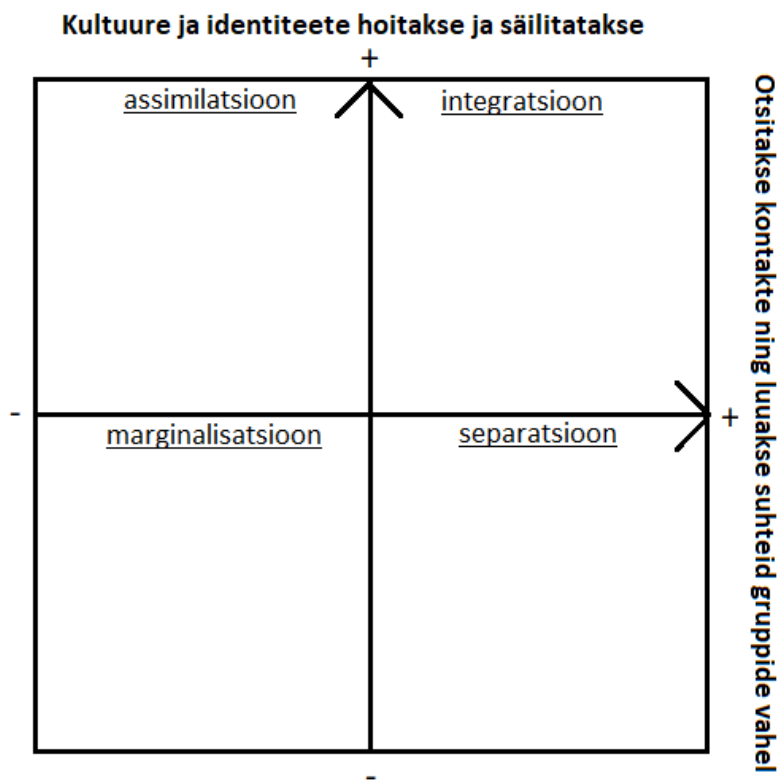 Kultuure ja identiteete hoitakse ja säilitatakse
+
assimilatsioon
integratsioon
Otsitakse kontakte ning luuakse suhteid gruppide vahel
-
+
marginalisatsioon
separatsioon
-